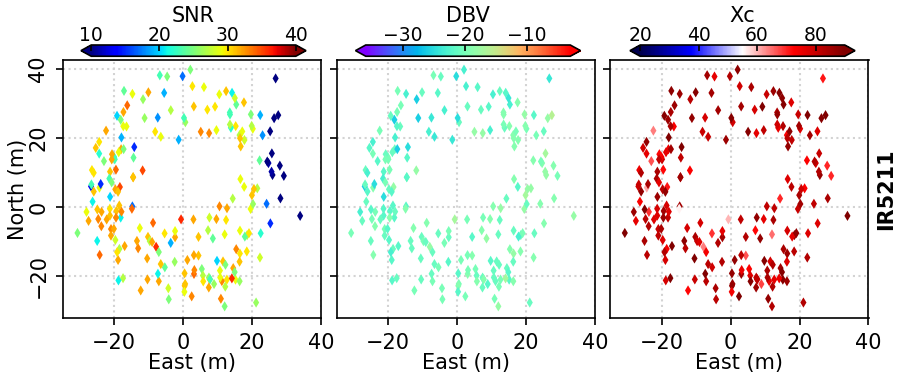 SNR DBV Xc
10 20 30 40 −30 −20 −10 20 40 60 80
40
20
0
−20
North (m)
IR5211
−20 0 20 40 −20 0 20 40 −20 0 20 40
East (m) East (m) East (m)